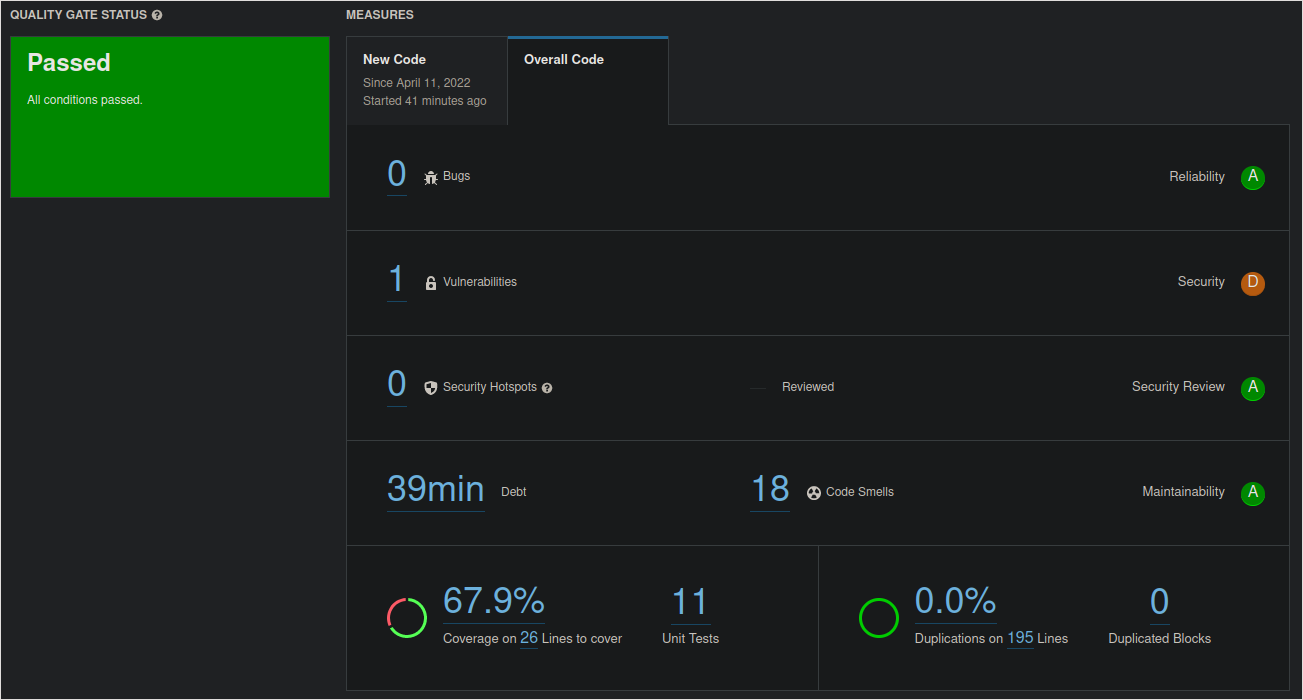 QUALITY GATE STATUS
MEASURES
Passed
All conditions passed.
New Code
Since April 11, 2022
Started 41 minutes ago
Overall Code
0 Bugs
Reliability A
1 Vulnerabilities
Security D
0 Security Hotspots
Reviewed
Security Review A
39min Debt
18 Code Smells
Maintainability A
67.9%
Coverage on 26 Lines to cover
11
Unit Tests
0.0%
Duplications on 195 Lines
0
Duplicated Blocks